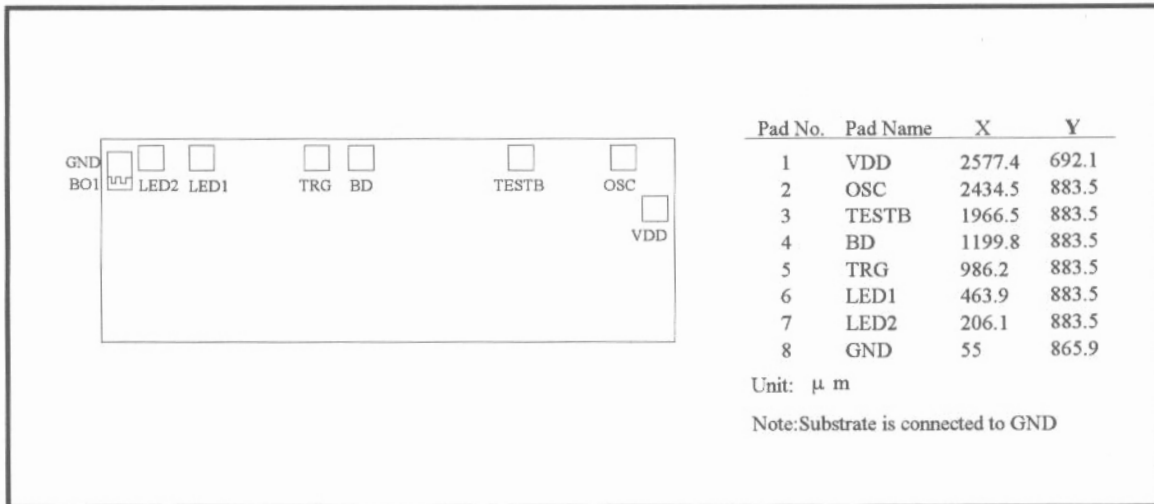 GND
BO1 LED2 LED1 TRG BD TESTB OSC
VDD
Pad No. Pad Name X Y
1 VDD 2577.4 692.1
2 OSC 2434.5 883.5
3 TESTB 1966.5 883.5
4 BD 1199.8 883.5
5 TRG 986.2 883.5
6 LED1 463.9 883.5
7 LED2 206.1 883.5
8 GND 55 865.9
Unit: μ m
Note:Substrate is connected to GND